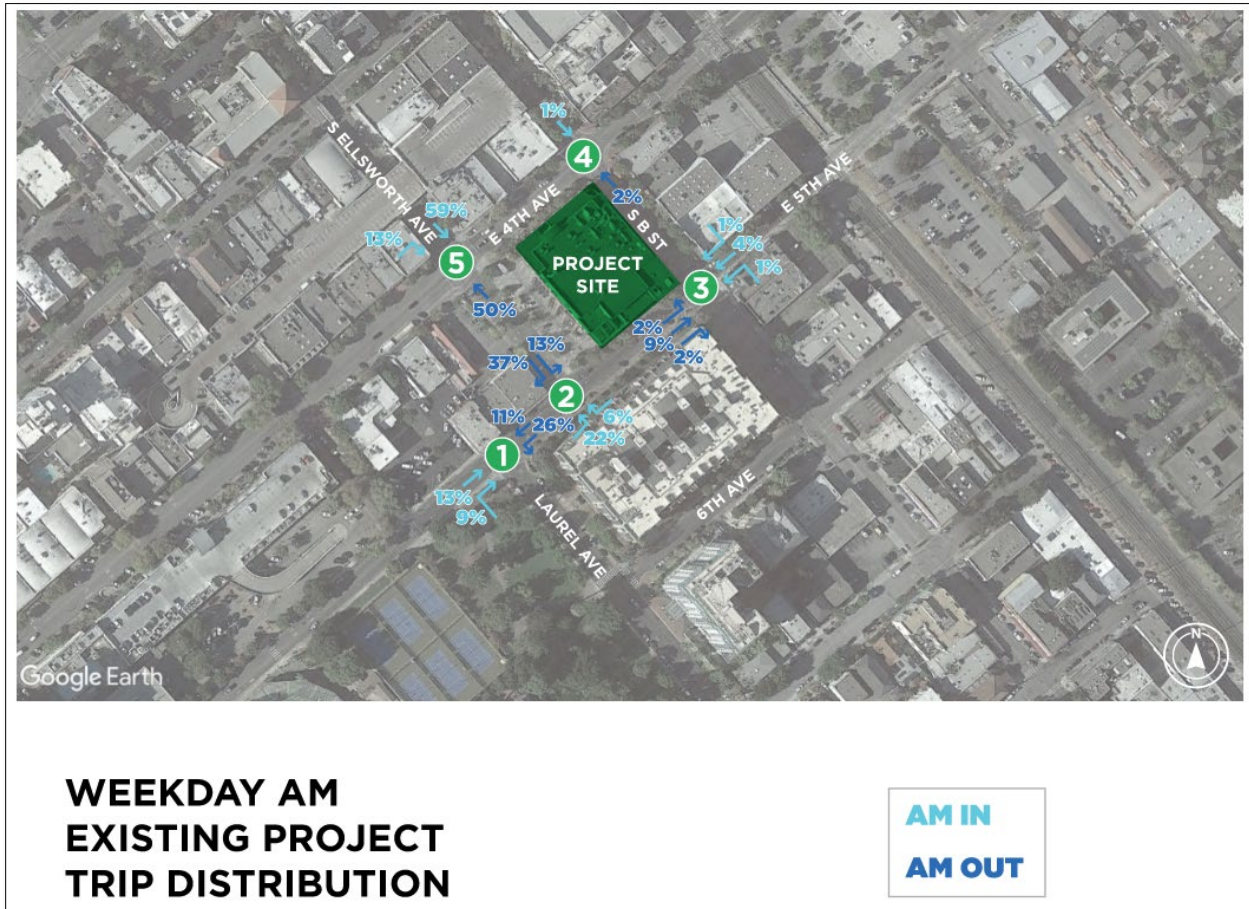 1%
4
S ELLSWORTH AVE
E 4TH AVE
2%
S B ST
E 5TH AVE
59%
13%
5
PROJECT
SITE
1%
4%
1%
3
50%
2%
9%
2%
13%
37%
2
11%
26%
6%
22%
1
13%
9%
LAUREL AVE
6TH AVE
N
Google Earth
WEEKDAY AM
EXISTING PROJECT
TRIP DISTRIBUTION
AM IN
AM OUT